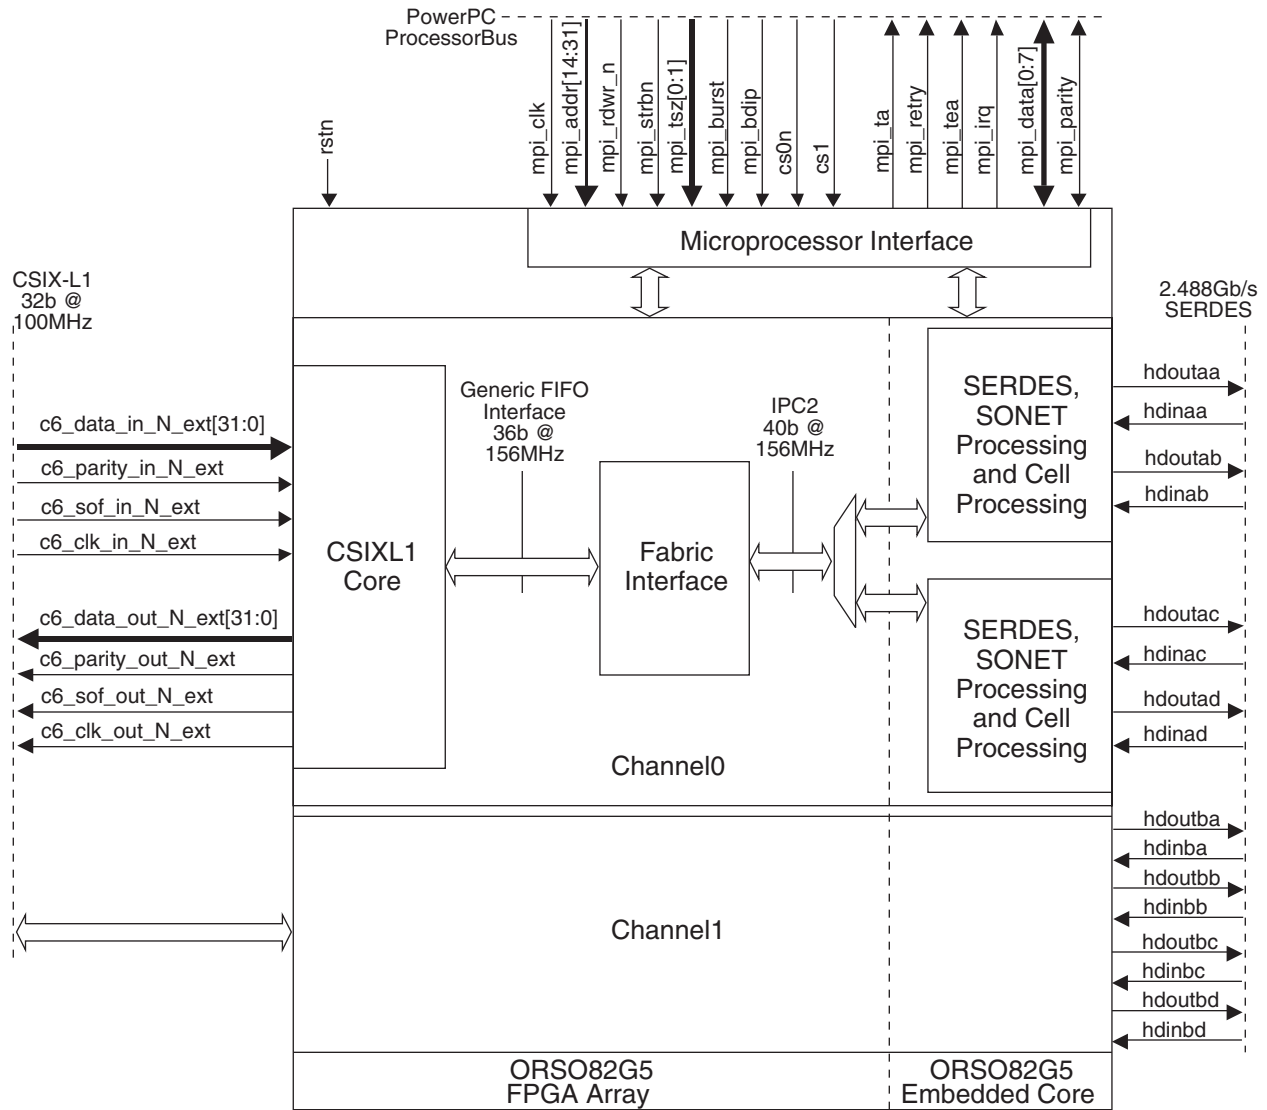 PowerPC
ProcessorBus
rstn
mpi_clk
mpi_addr[14:31]
mpi_rdwr_n
mpi_strbn
mpi_tsz[0:1]
mpi_burst
mpi_bdip
cs0n
cs1
mpi_ta
mpi_retry
mpi_tea
mpi_irq
mpi_data[0:7]
mpi_parity
Microprocessor Interface
CSIX-L1
32b @
100MHz
2.488Gb/s
SERDES
c6_data_in_N_ext[31:0]
c6_parity_in_N_ext
c6_sof_in_N_ext
c6_clk_in_N_ext
c6_data_out_N_ext[31:0]
c6_parity_out_N_ext
c6_sof_out_N_ext
c6_clk_out_N_ext
CSIXL1
Core
Generic FIFO
Interface
36b @
156MHz
Fabric
Interface
IPC2
40b @
156MHz
SERDES,
SONET
Processing
and Cell
Processing
SERDES,
SONET
Processing
and Cell
Processing
hdoutaa
hdinaa
hdoutab
hdinab
hdoutac
hdinac
hdoutad
hdinad
Channel0
hdoutba
hdinba
hdoutbb
hdinbb
hdoutbc
hdinbc
hdoutbd
hdinbd
Channel1
ORSO82G5
FPGA Array
ORSO82G5
Embedded Core